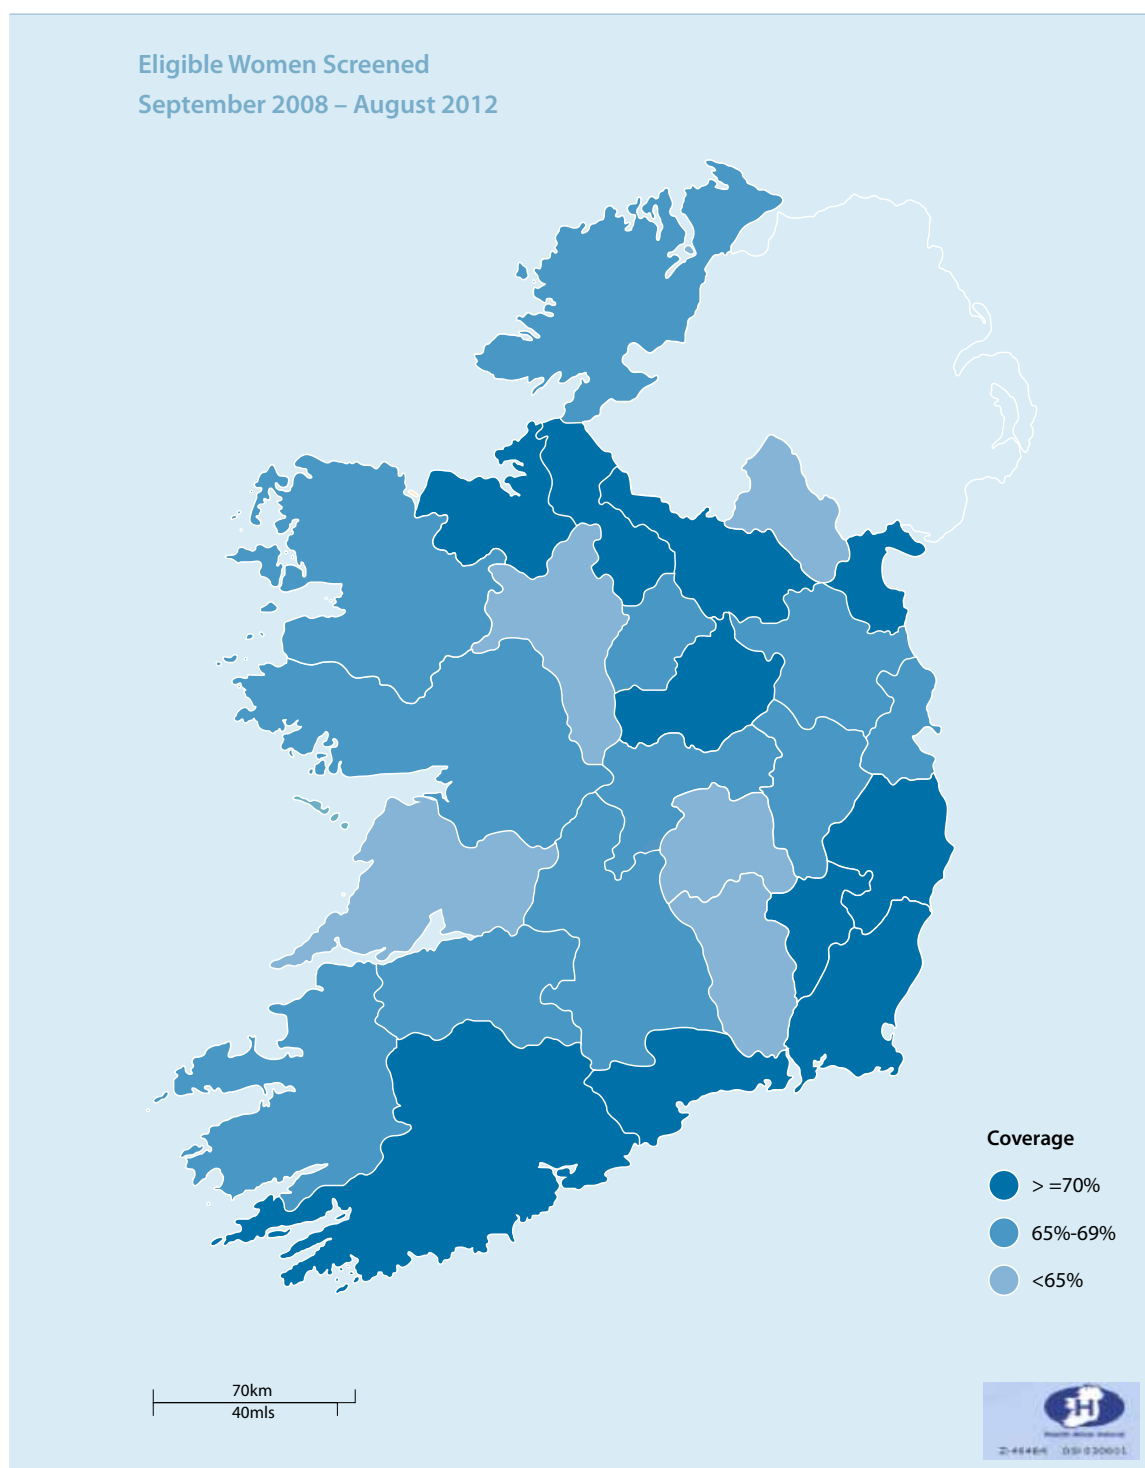 Eligible Women Screened
September 2008 – August 2012
Coverage
> =70%
65%-69%
<65%
70km
40mls
H